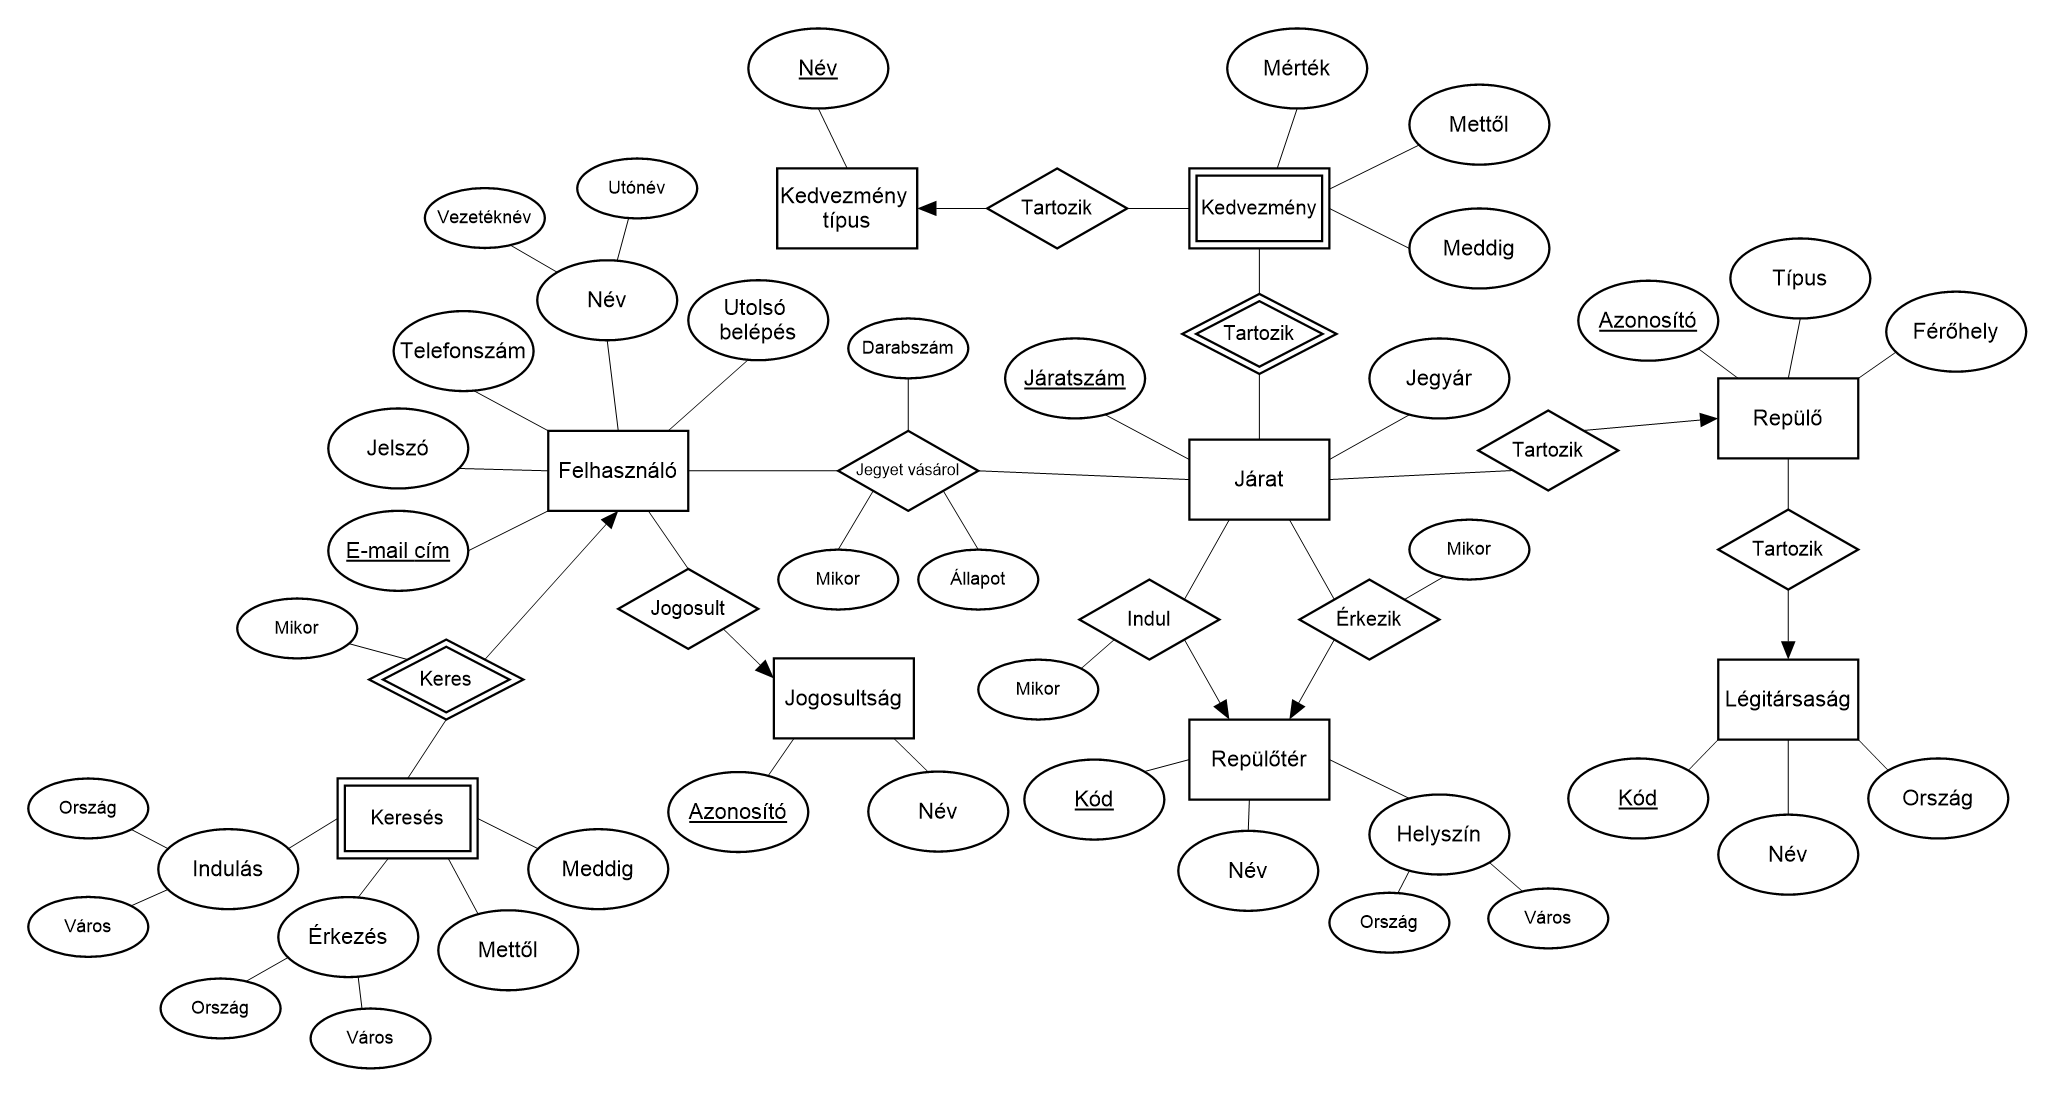 Név
Mérték
Mettől
Kedvezmény
típus
Tartozik
Kedvezmény
Meddig
Utónév
Vezetéknév
Név
Utolsó
belépés
Telefonszám
Darabszám
Tartozik
Járatszám
Jegyár
Azonosító
Típus
Férőhely
Repülő
Tartozik
Jelszó
Felhasználó
Jegyet vásárol
Járat
E-mail cím
Mikor
Állapot
Mikor
Tartozik
Mikor
Jogosult
Indul
Érkezik
Keres
Mikor
Jogosultság
Légitársaság
Repülőtér
Ország
Keresés
Azonosító
Név
Kód
Kód
Ország
Indulás
Meddig
Név
Helyszín
Név
Város
Érkezés
Mettől
Ország
Város
Ország
Város